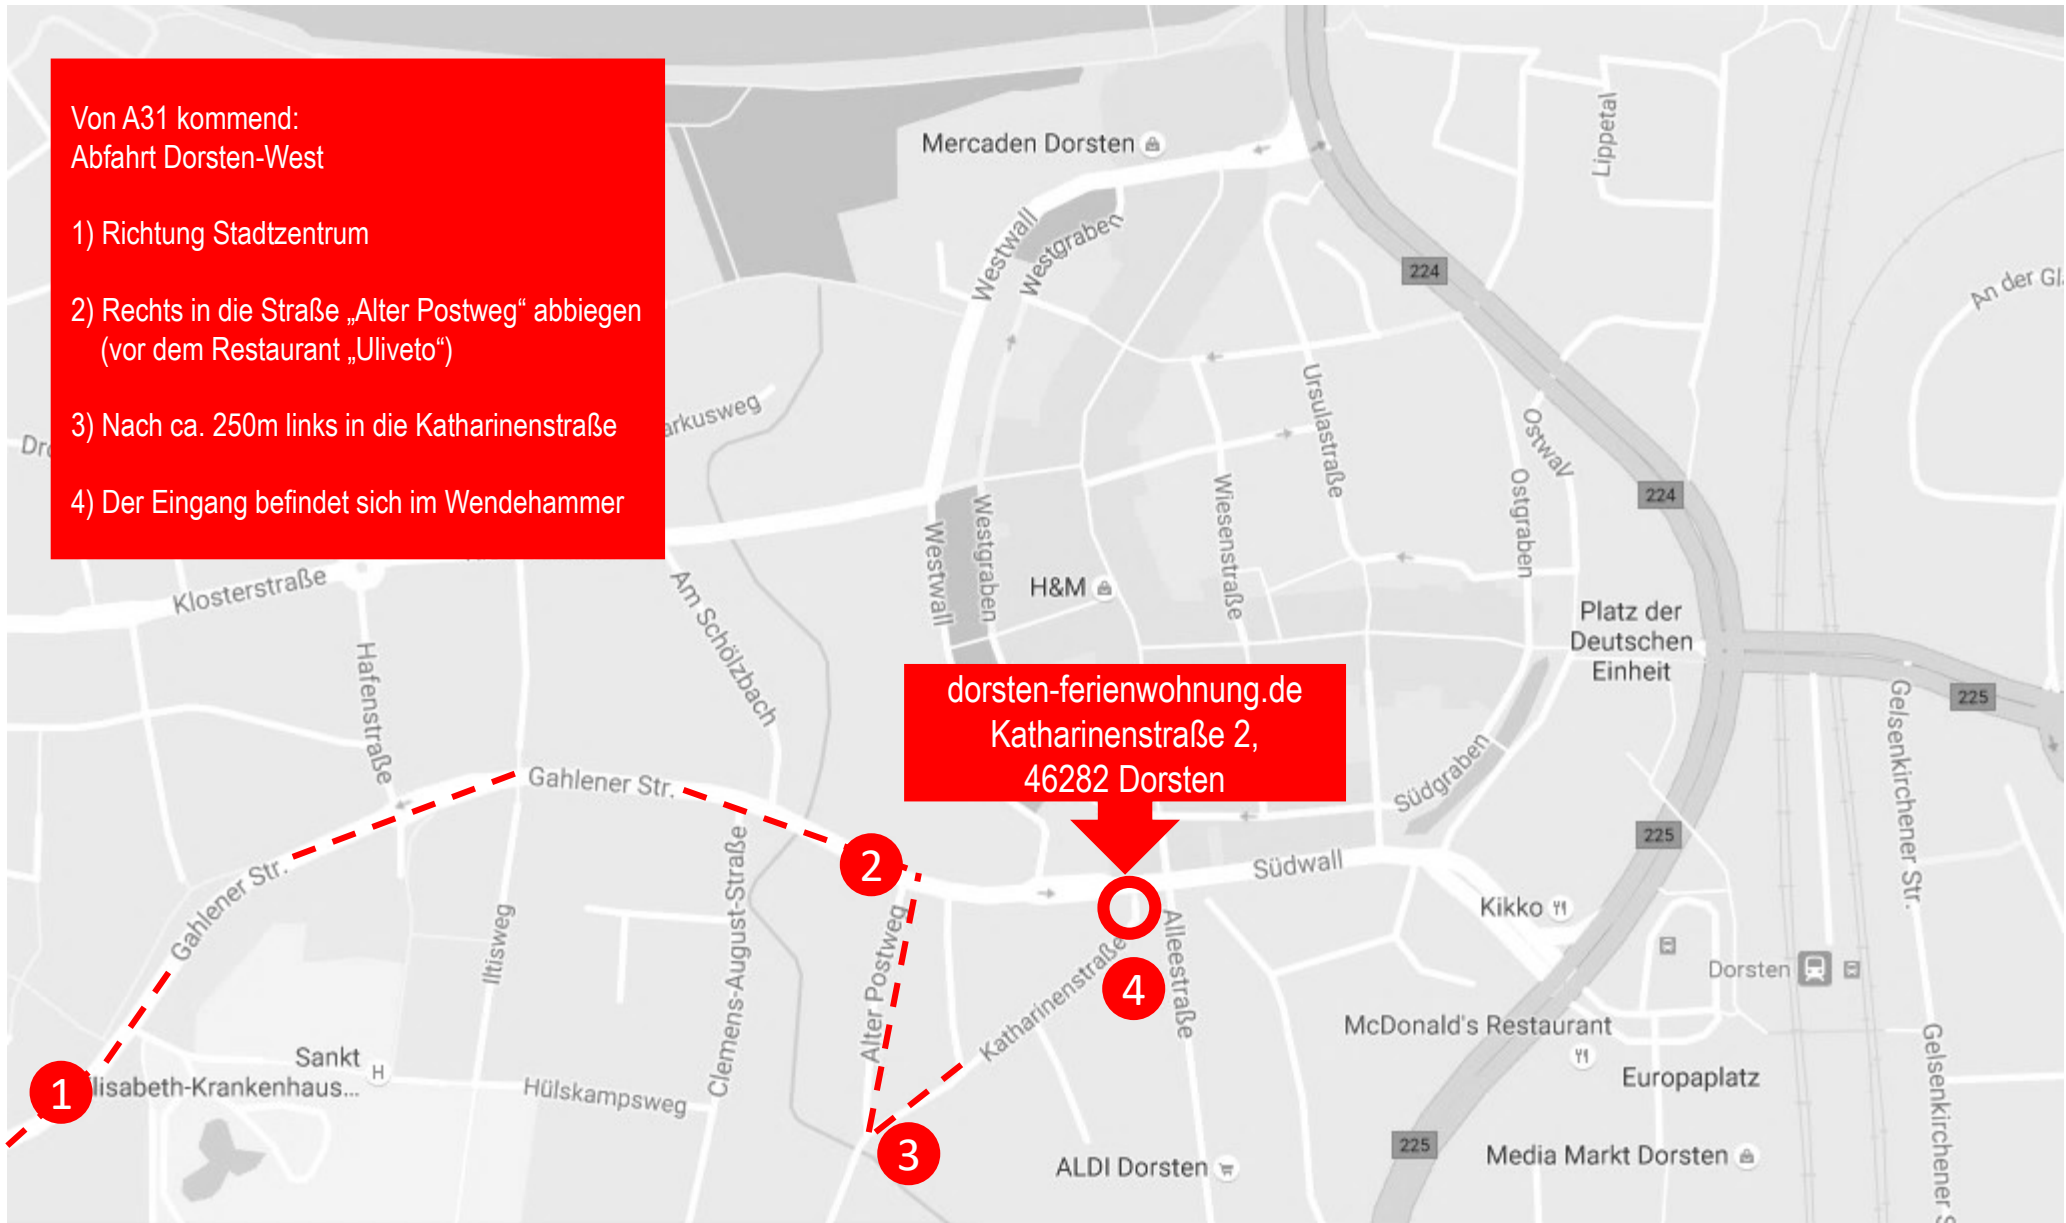 Von A31 kommend:
Abfahrt Dorsten-West
1) Richtung Stadtzentrum
2) Rechts in die Straße „Alter Postweg“ abbiegen
(vor dem Restaurant „Uliveto“)
3) Nach ca. 250m links in die Katharinenstraße
4) Der Eingang befindet sich im Wendehammer
Mercaden Dorsten
Lippetal
Westwall
Westgraben
224
An der Gl
arkusweg
Dro
Ursulastraße
Ostwall
Ostgraben
224
Wiesenstraße
Westwall
Westgraben
H&M
Klosterstraße
Am Schölzbach
Hafenstraße
Platz der
Deutschen
Einheit
225
Gelsenkirchener Str.
dorsten-ferienwohnung.de
Katharinenstraße 2,
46282 Dorsten
Südgraben
Gahlener Str.
225
2
Südwall
Gahlener Str.
Iltisweg
Clemens-August-Straße
Alter Postweg
Katharinenstraße
4
Alleestraße
Kikko
Dorsten
McDonald's Restaurant
Europaplatz
Gelsenkirchener S
1
Sankt
lisabeth-Krankenhaus...
H
Hülskampsweg
3
ALDI Dorsten
225
Media Markt Dorsten